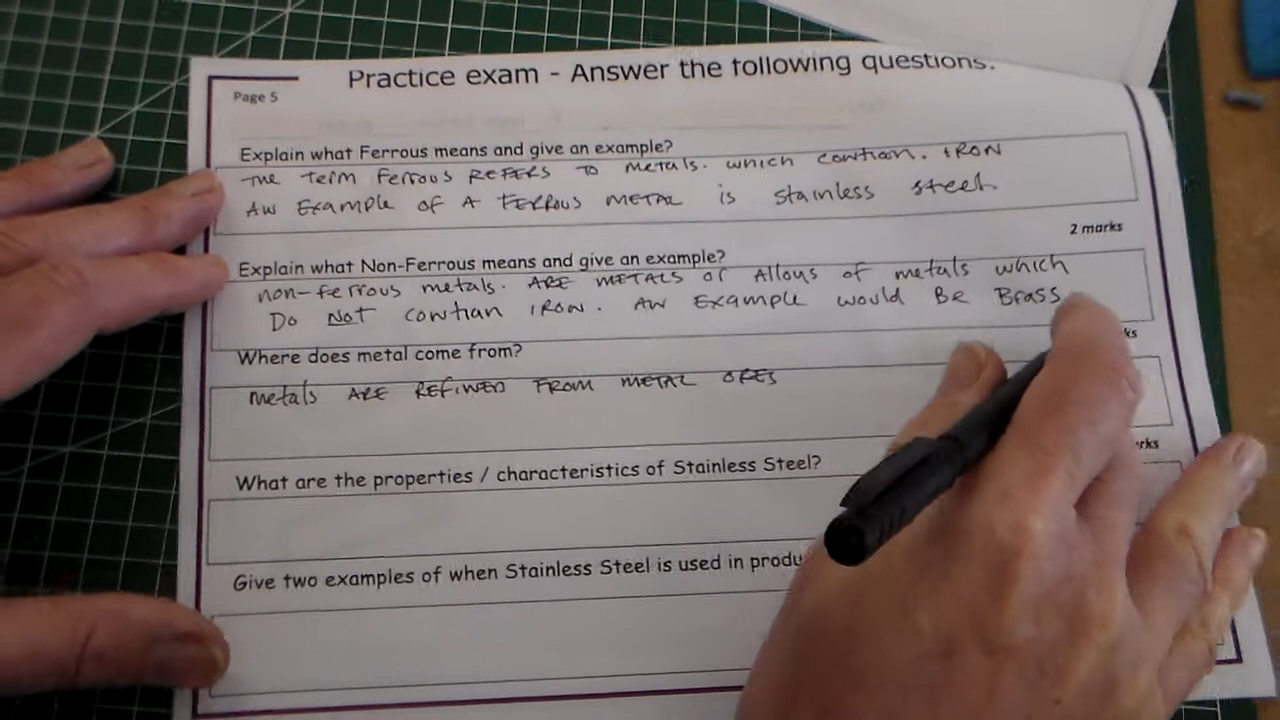 Practice exam - Answer the following questions.
Page 5
Explain what Ferrous means and give an example?
THE Term Ferrous REFERS TO metals. which contian. IRON
AN Example of A FERROUS METAL is stainless steel
2 marks
Explain what Non-Ferrous means and give an example?
non-ferrous metals. ARE METALS or Alloys of metals which
Do Not contian IRON. AN Example would Be Brass
ks
Where does metal come from?
metals ARE REFINED FROM METAL ORES
rks
What are the properties / characteristics of Stainless Steel?
Give two examples of when Stainless Steel is used in produ